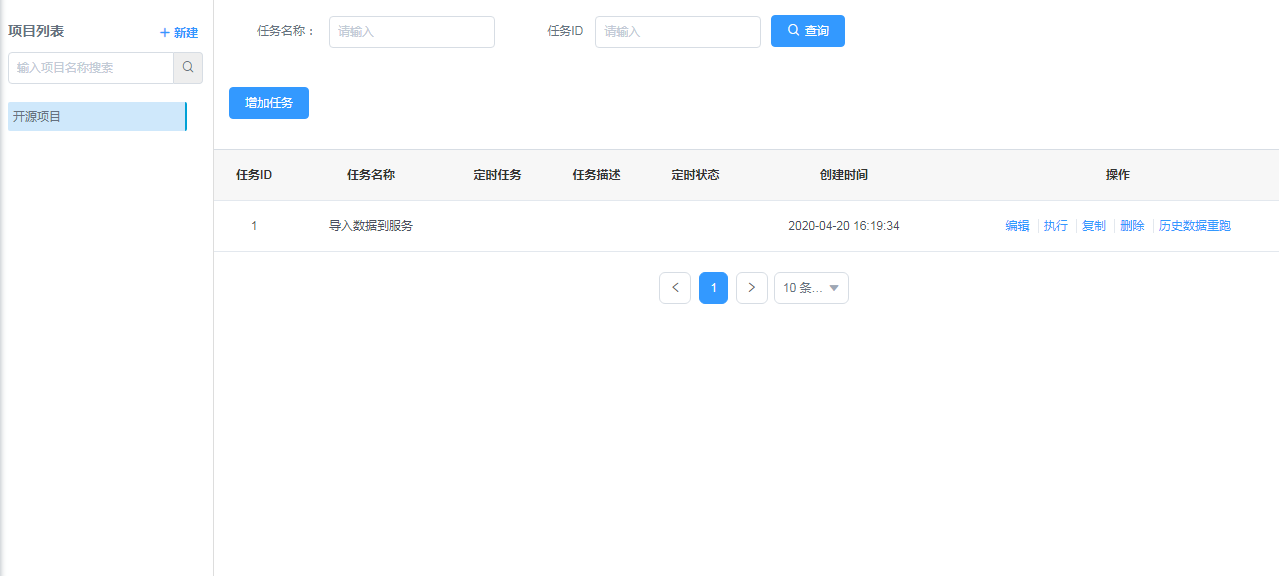 项目列表
+ 新建
输入项目名称搜索
开源项目
任务名称： 请输入 任务ID 请输入 查询
增加任务
任务ID 任务名称 定时任务 任务描述 定时状态 创建时间 操作
1 导入数据到服务 2020-04-20 16:19:34 编辑 执行 复制 删除 历史数据重跑
< 1 > 10 条...